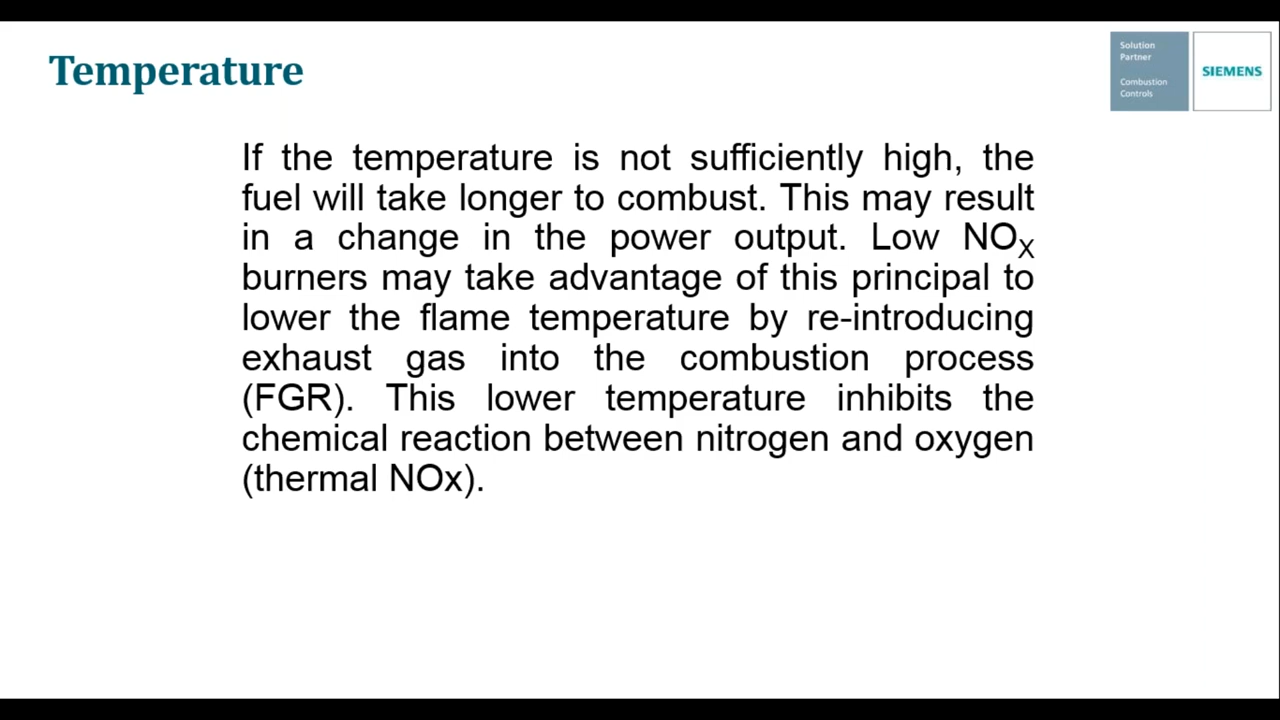 Temperature
Solution
Partner
Combustion
Controls
SIEMENS
If the temperature is not sufficiently high, the
fuel will take longer to combust. This may result
in a change in the power output. Low NOX
burners may take advantage of this principal to
lower the flame temperature by re-introducing
exhaust gas into the combustion process
(FGR). This lower temperature inhibits the
chemical reaction between nitrogen and oxygen
(thermal NOx).